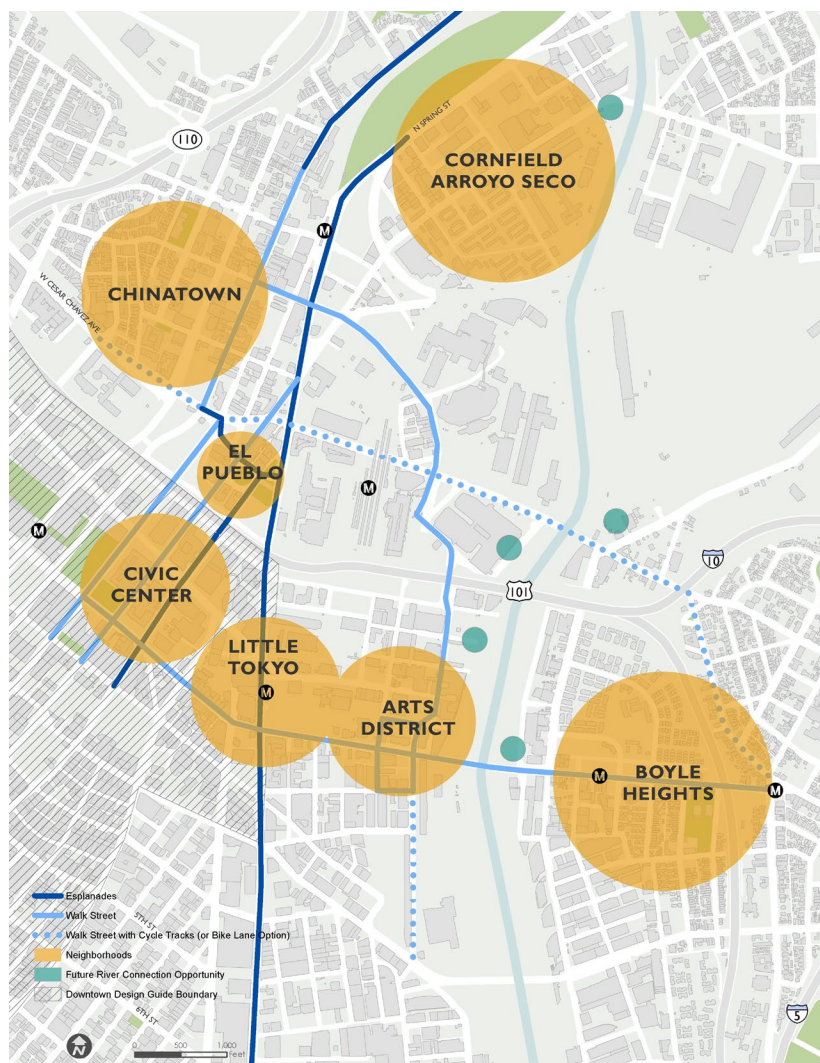 110
N SPRING ST
CORNFIELD
ARROYO SECO
M
CHINATOWN
W CESAR CHAVEZ AVE
EL
PUEBLO
M
M
10
101
CIVIC
CENTER
LITTLE
TOKYO
M
ARTS
DISTRICT
M
BOYLE
HEIGHTS
M
Esplanades
Walk Street
5TH ST
Walk Street with Cycle Tracks (or Bike Lane Option)
Neighborhoods
Future River Connection Opportunity
Downtown Design Guide Boundary
6TH ST
5
N
0 500 1,000
Feet